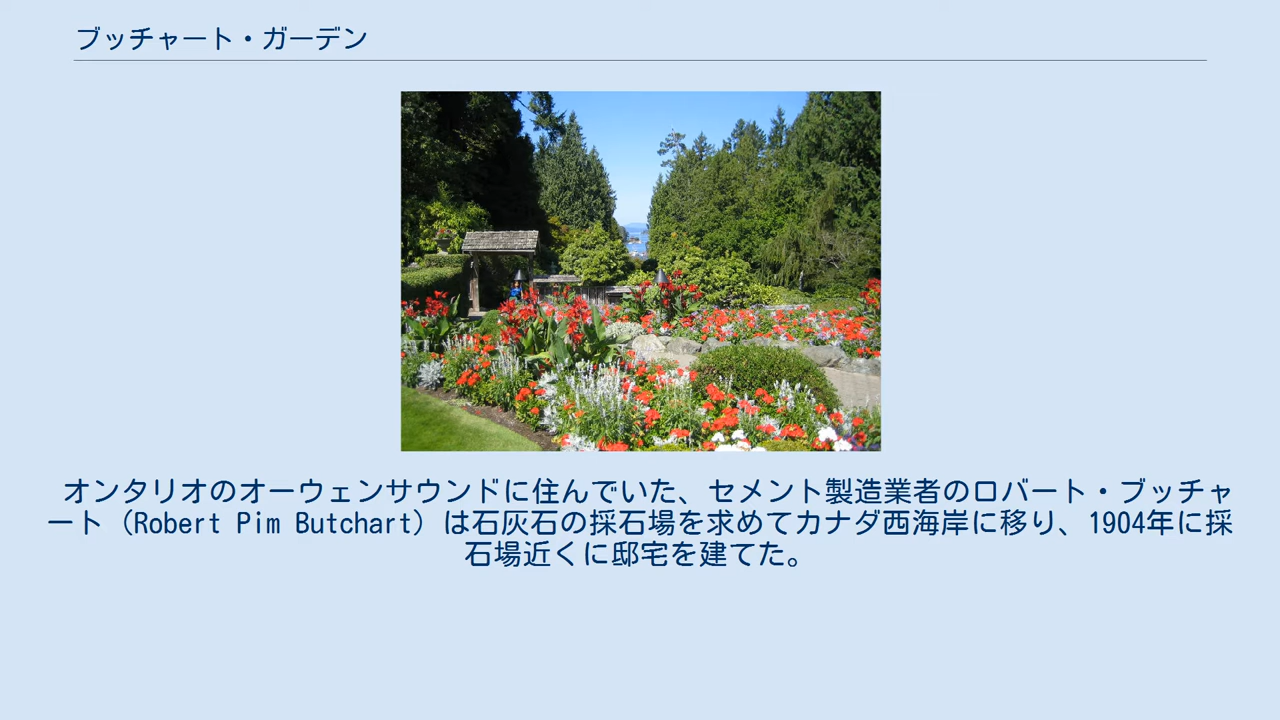 ブッチャート・ガーデン
オンタリオのオーウェンサウンドに住んでいた、セメント製造業者のロバート・ブッチャ
ート（Robert Pim Butchart）は石灰石の採石場を求めてカナダ西海岸に移り、1904年に採
石場近くに邸宅を建てた。